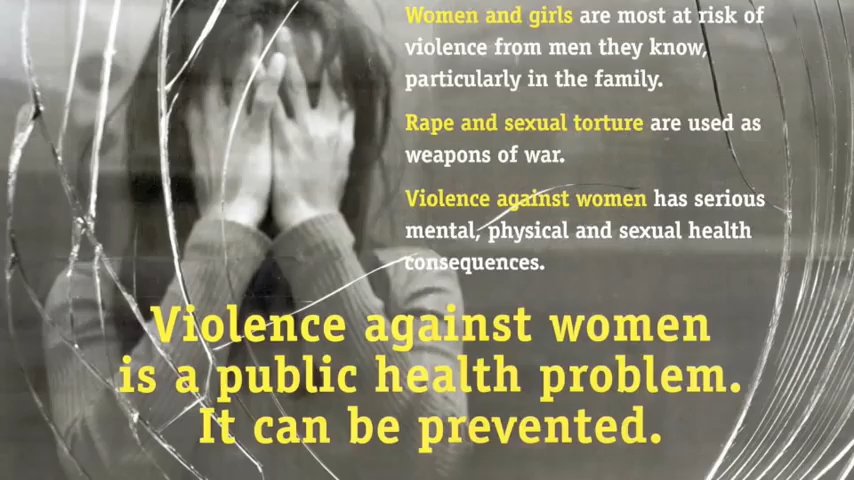 Women and girls are most at risk of
violence from men they know,
particularly in the family.
Rape and sexual torture are used as
weapons of war.
Violence against women has serious
mental, physical and sexual health
consequences.
Violence against women
is a public health problem.
It can be prevented.